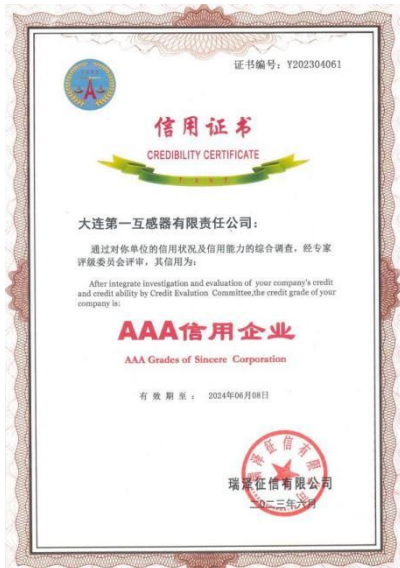 证书编号：Y202304061
信用证书
CREDIBILITY CERTIFICATE
大连第一互感器有限责任公司：
通过对你单位的信用状况及信用能力的综合调查，经专家
评级委员会评审，其信用为：
After integrate investigation and evaluation of your company's credit
and credit ability by Credit Evalution Committee,the credit grade of your
company is:
AAA信用企业
AAA Grades of Sincere Corporation
有 效 期 至 ： 2024年06月08日
瑞泽征信有限公司
二〇二三年六月